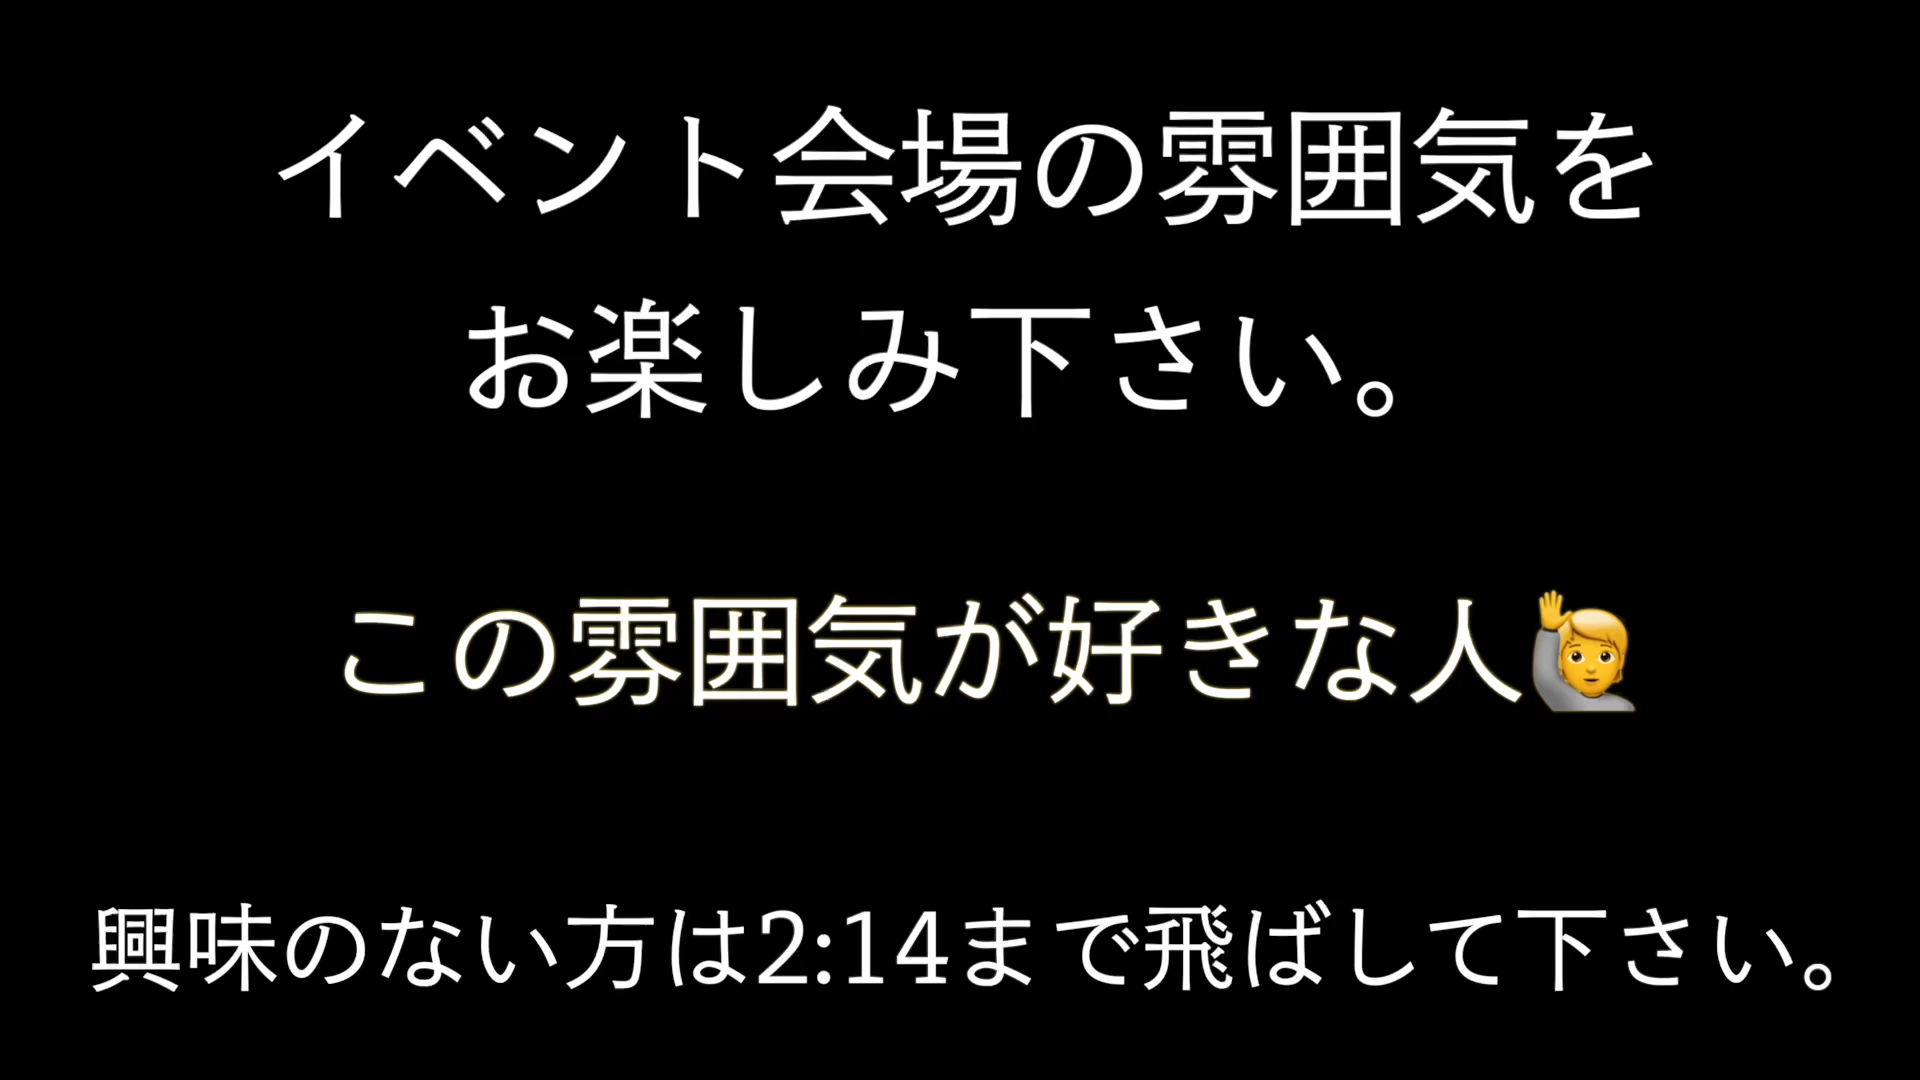 イベント会場の雰囲気を
お楽しみ下さい。
この雰囲気が好きな人🙋
興味のない方は2:14まで飛ばして下さい。